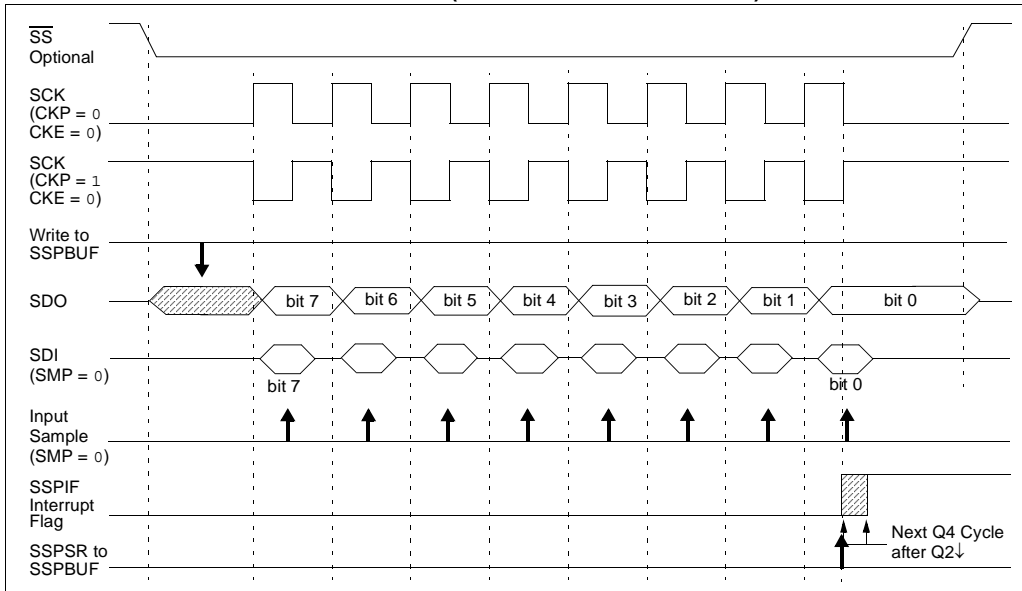 SS
Optional
SCK
(CKP = 0
CKE = 0)
SCK
(CKP = 1
CKE = 0)
Write to
SSPBUF
SDO
bit 7 bit 6 bit 5 bit 4 bit 3 bit 2 bit 1 bit 0
SDI
(SMP = 0)
bit 7 bit 0
Input
Sample
(SMP = 0)
SSPIF
Interrupt
Flag
Next Q4 Cycle
after Q2↓
SSPSR to
SSPBUF